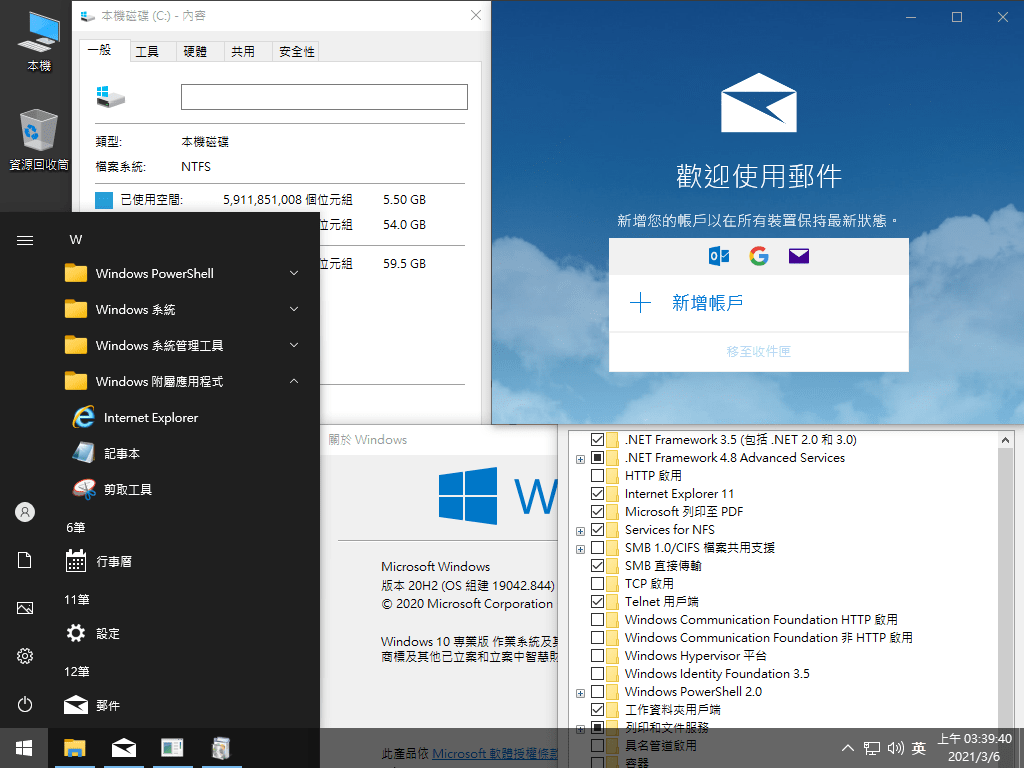 本機
資源回收筒
本機磁碟 (C:) - 內容
一般
工具
硬體
共用
安全性
類型:
本機磁碟
檔案系統:
NTFS
已使用空間:
5,911,851,008 個位元組
5.50 GB
位元組
54.0 GB
位元組
59.5 GB
歡迎使用郵件
新增您的帳戶以在所有裝置保持最新狀態。
新增帳戶
移至收件匣
W
Windows PowerShell
Windows 系統
Windows 系統管理工具
Windows 附屬應用程式
Internet Explorer
記事本
剪取工具
6筆
行事曆
11筆
設定
12筆
郵件
關於 Windows
W
Microsoft Windows
版本 20H2 (OS 組建 19042.844)
© 2020 Microsoft Corporation
Windows 10 專業版 作業系統及其
商標及其他已立案和立案中智慧財
此產品依 Microsoft 軟體授權條款
.NET Framework 3.5 (包括 .NET 2.0 和 3.0)
.NET Framework 4.8 Advanced Services
HTTP 啟用
Internet Explorer 11
Microsoft 列印至 PDF
Services for NFS
SMB 1.0/CIFS 檔案共用支援
SMB 直接傳輸
TCP 啟用
Telnet 用戶端
Windows Communication Foundation HTTP 啟用
Windows Communication Foundation 非 HTTP 啟用
Windows Hypervisor 平台
Windows Identity Foundation 3.5
Windows PowerShell 2.0
工作資料夾用戶端
列印和文件服務
具名管道啟用
容器
英
上午 03:39:40
2021/3/6